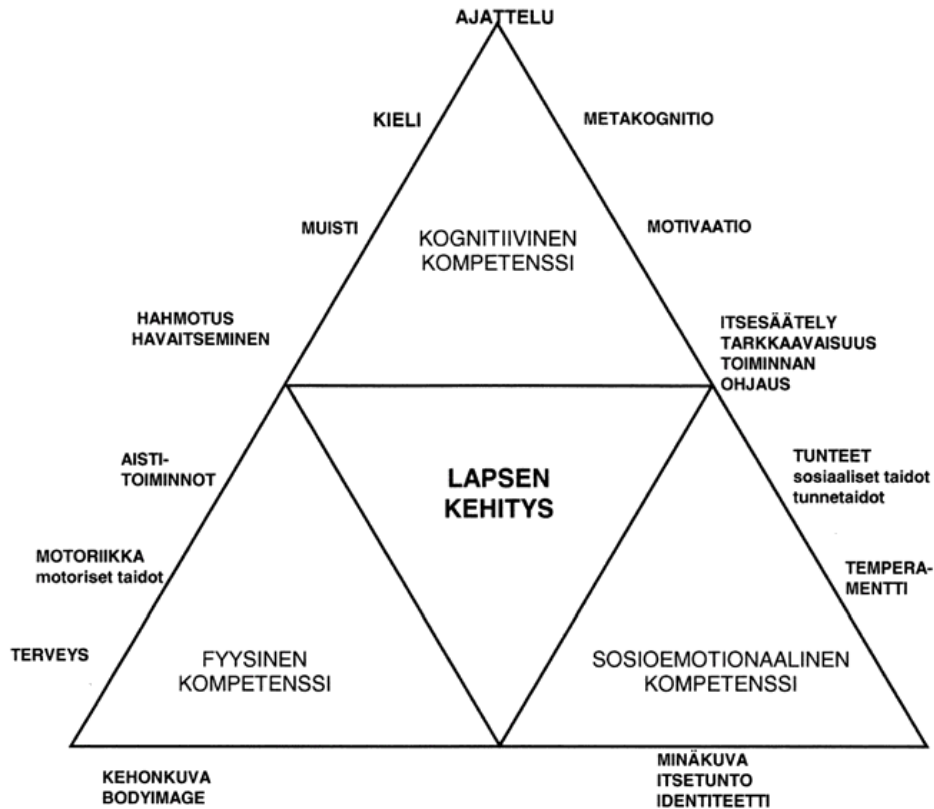 AJATTELU
KIELI
METAKOGNITIO
MUISTI
MOTIVAATIO
KOGNITIIVINEN
KOMPETENSSI
HAHMOTUS
HAVAITSEMINEN
ITSESÄÄTELY
TARKKAAVAISUUS
TOIMINNAN
OHJAUS
AISTI-
TOIMINNOT
LAPSEN
KEHITYS
TUNTEET
sosiaaliset taidot
tunnetaidot
MOTORIIKKA
motoriset taidot
TEMPERA-
MENTTI
TERVEYS
FYYSINEN
KOMPETENSSI
SOSIOEMOTIONAALINEN
KOMPETENSSI
KEHONKUVA
BODYIMAGE
MINÄKUVA
ITSETUNTO
IDENTITEETTI